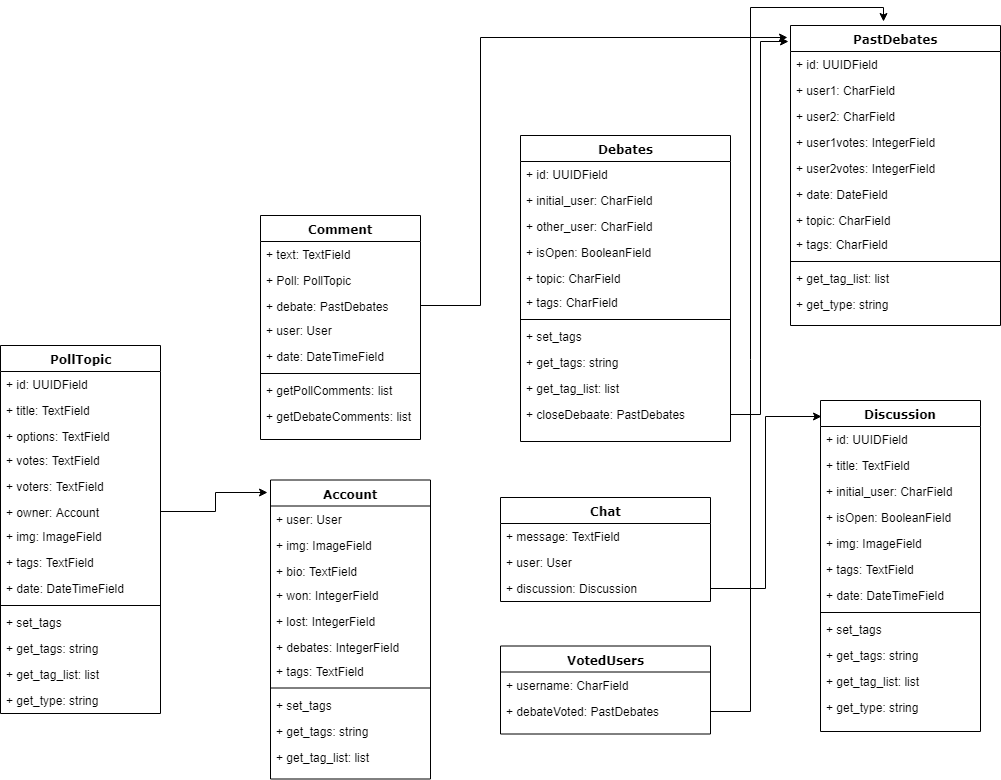 PastDebates
+ id: UUIDField
+ user1: CharField
+ user2: CharField
+ user1votes: IntegerField
+ user2votes: IntegerField
+ date: DateField
+ topic: CharField
+ tags: CharField
+ get_tag_list: list
+ get_type: string
Debates
+ id: UUIDField
+ initial_user: CharField
+ other_user: CharField
+ isOpen: BooleanField
+ topic: CharField
+ tags: CharField
+ set_tags
+ get_tags: string
+ get_tag_list: list
+ closeDebaate: PastDebates
Comment
+ text: TextField
+ Poll: PollTopic
+ debate: PastDebates
+ user: User
+ date: DateTimeField
+ getPollComments: list
+ getDebateComments: list
PollTopic
+ id: UUIDField
+ title: TextField
+ options: TextField
+ votes: TextField
+ voters: TextField
+ owner: Account
+ img: ImageField
+ tags: TextField
+ date: DateTimeField
+ set_tags
+ get_tags: string
+ get_tag_list: list
+ get_type: string
Account
+ user: User
+ img: ImageField
+ bio: TextField
+ won: IntegerField
+ lost: IntegerField
+ debates: IntegerField
+ tags: TextField
+ set_tags
+ get_tags: string
+ get_tag_list: list
Chat
+ message: TextField
+ user: User
+ discussion: Discussion
VotedUsers
+ username: CharField
+ debateVoted: PastDebates
Discussion
+ id: UUIDField
+ title: TextField
+ initial_user: CharField
+ isOpen: BooleanField
+ img: ImageField
+ tags: TextField
+ date: DateTimeField
+ set_tags
+ get_tags: string
+ get_tag_list: list
+ get_type: string